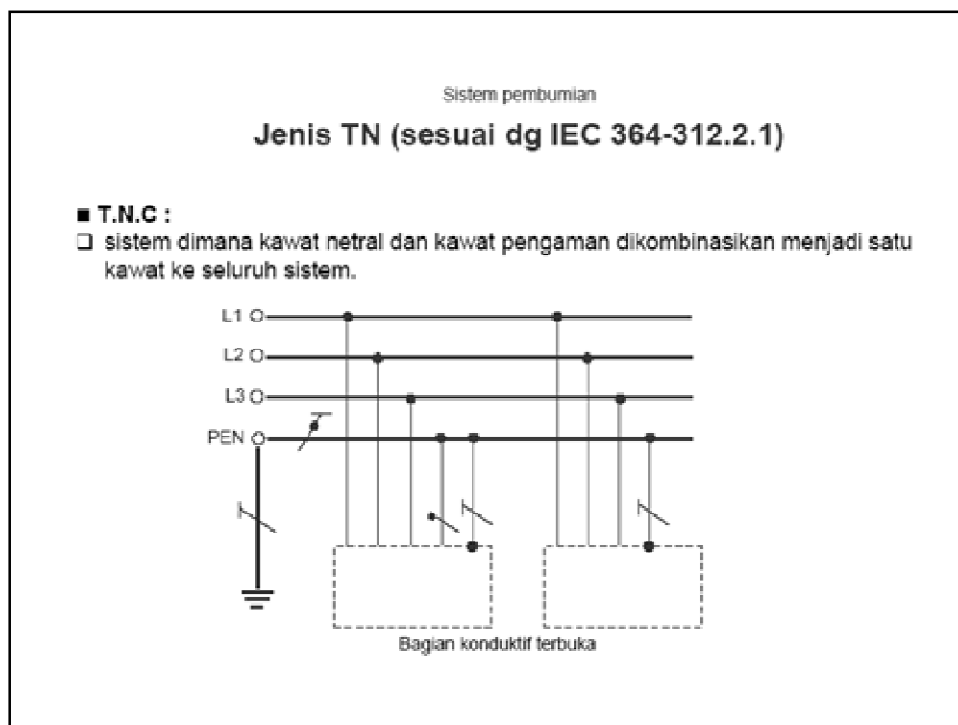 Sistem pembumian
Jenis TN (sesuai dg IEC 364-312.2.1)
■ T.N.C :
❑ sistem dimana kawat netral dan kawat pengaman dikombinasikan menjadi satu
kawat ke seluruh sistem.
L1
L2
L3
PEN
Bagian konduktif terbuka